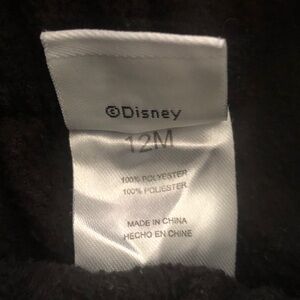 ©Disney
12M
100% POLYESTER
100% POLIESTER
MADE IN CHINA
HECHO EN CHINE